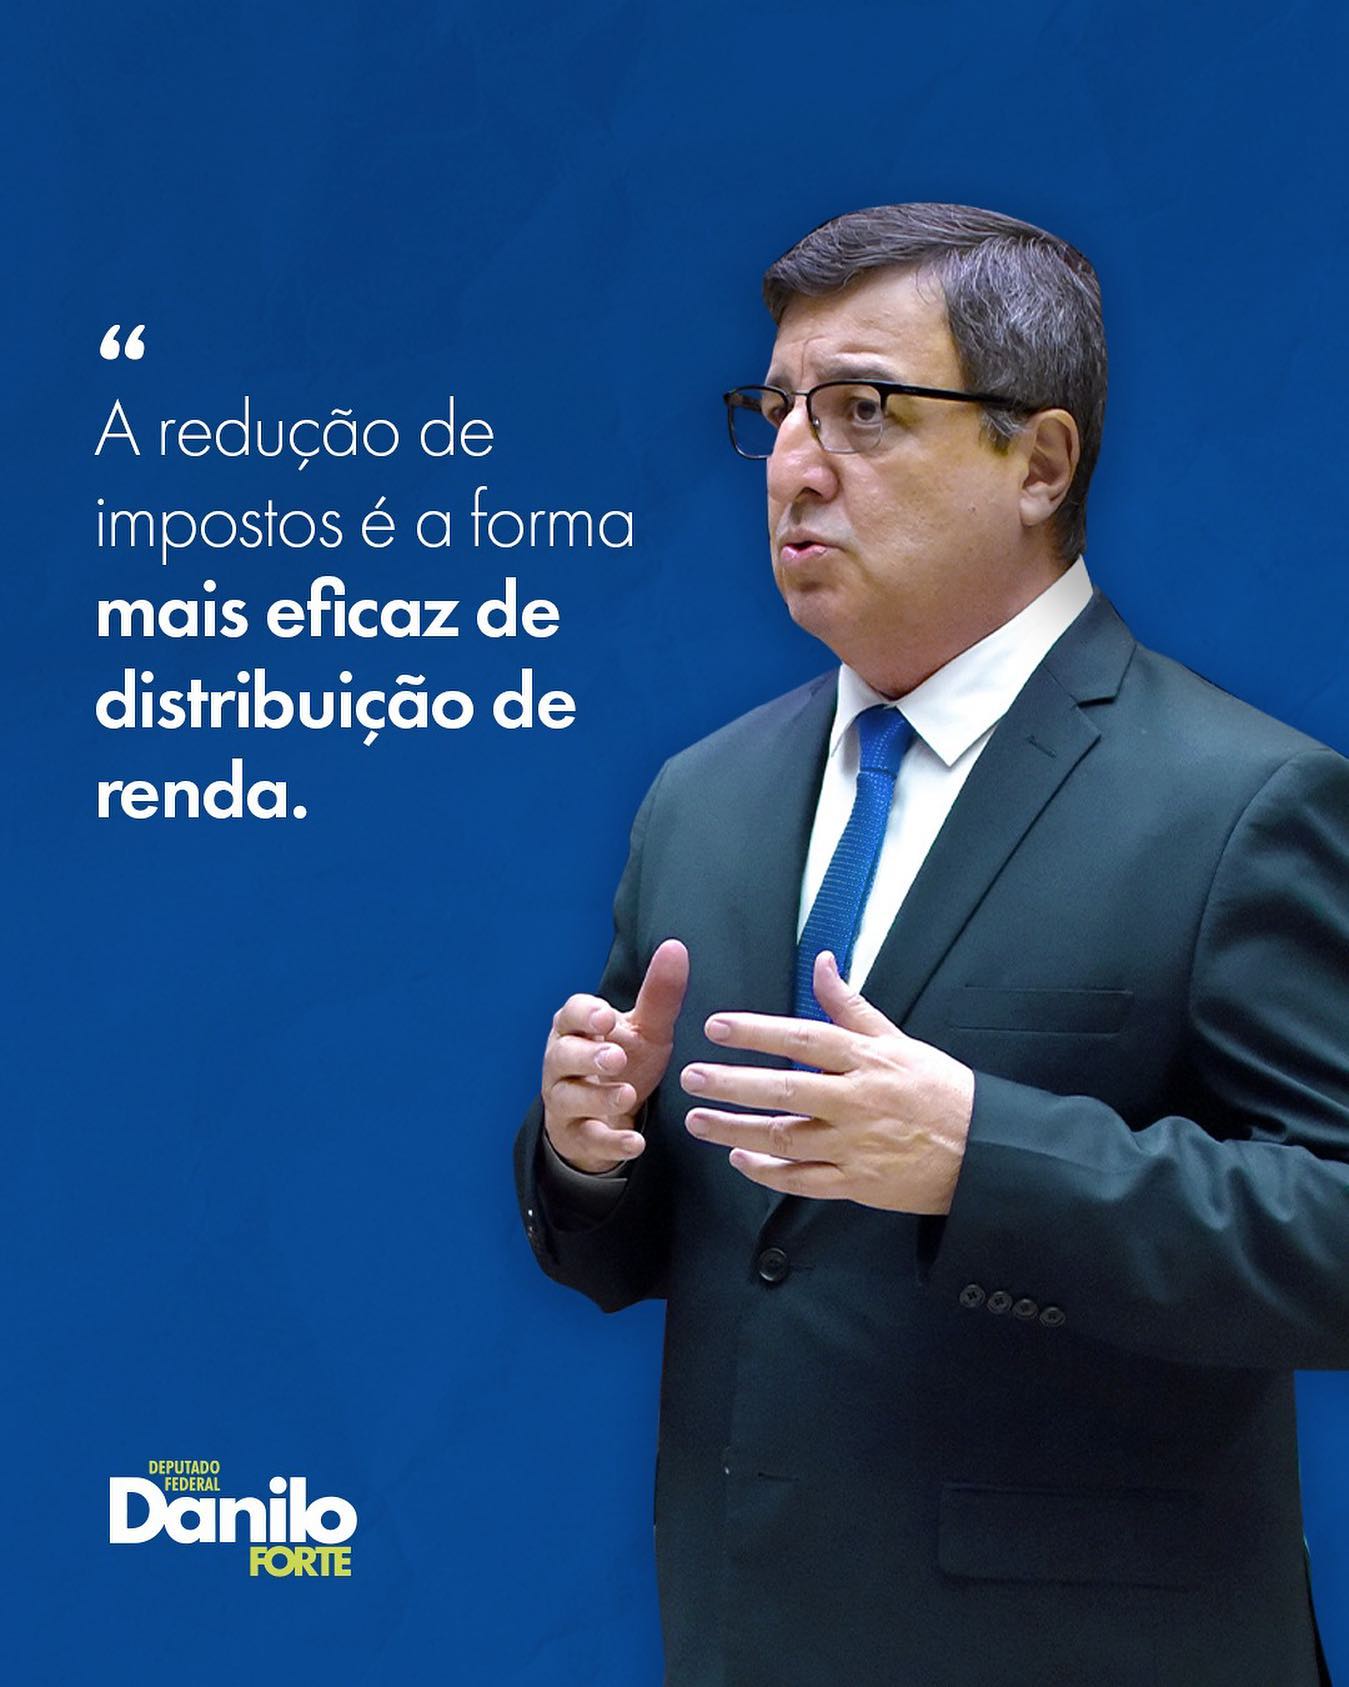 “
A redução de
impostos é a forma
mais eficaz de
distribuição de
renda.
DEPUTADO
FEDERAL
Danilo
FORTE